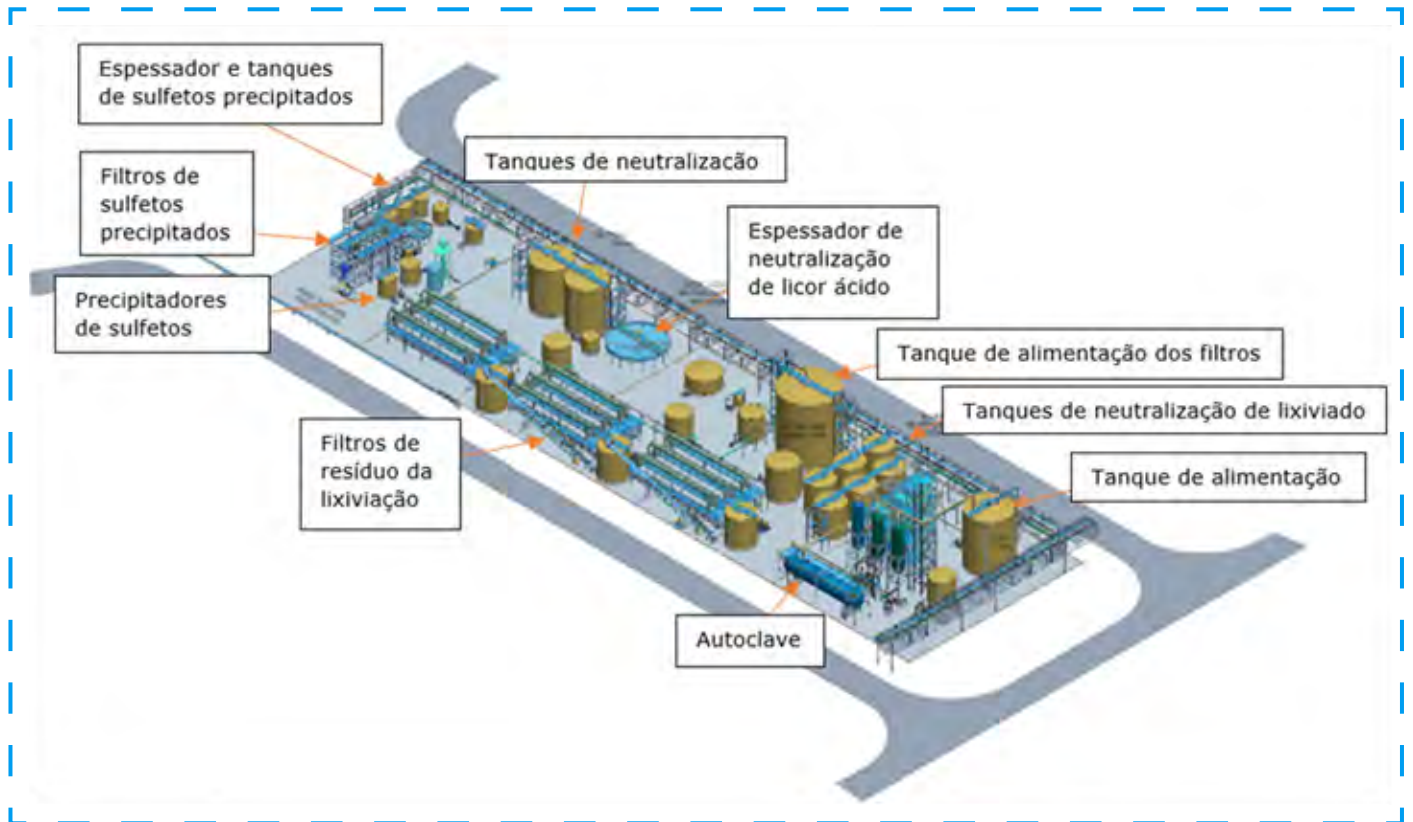 Espessador e tanques
de sulfetos precipitados
Tanques de neutralização
Filtros de
sulfetos
precipitados
Espessador de
neutralização
de licor ácido
Precipitadores
de sulfetos
Tanque de alimentação dos filtros
Tanques de neutralização de lixiviado
Filtros de
resíduo da
lixiviação
Tanque de alimentação
Autoclave